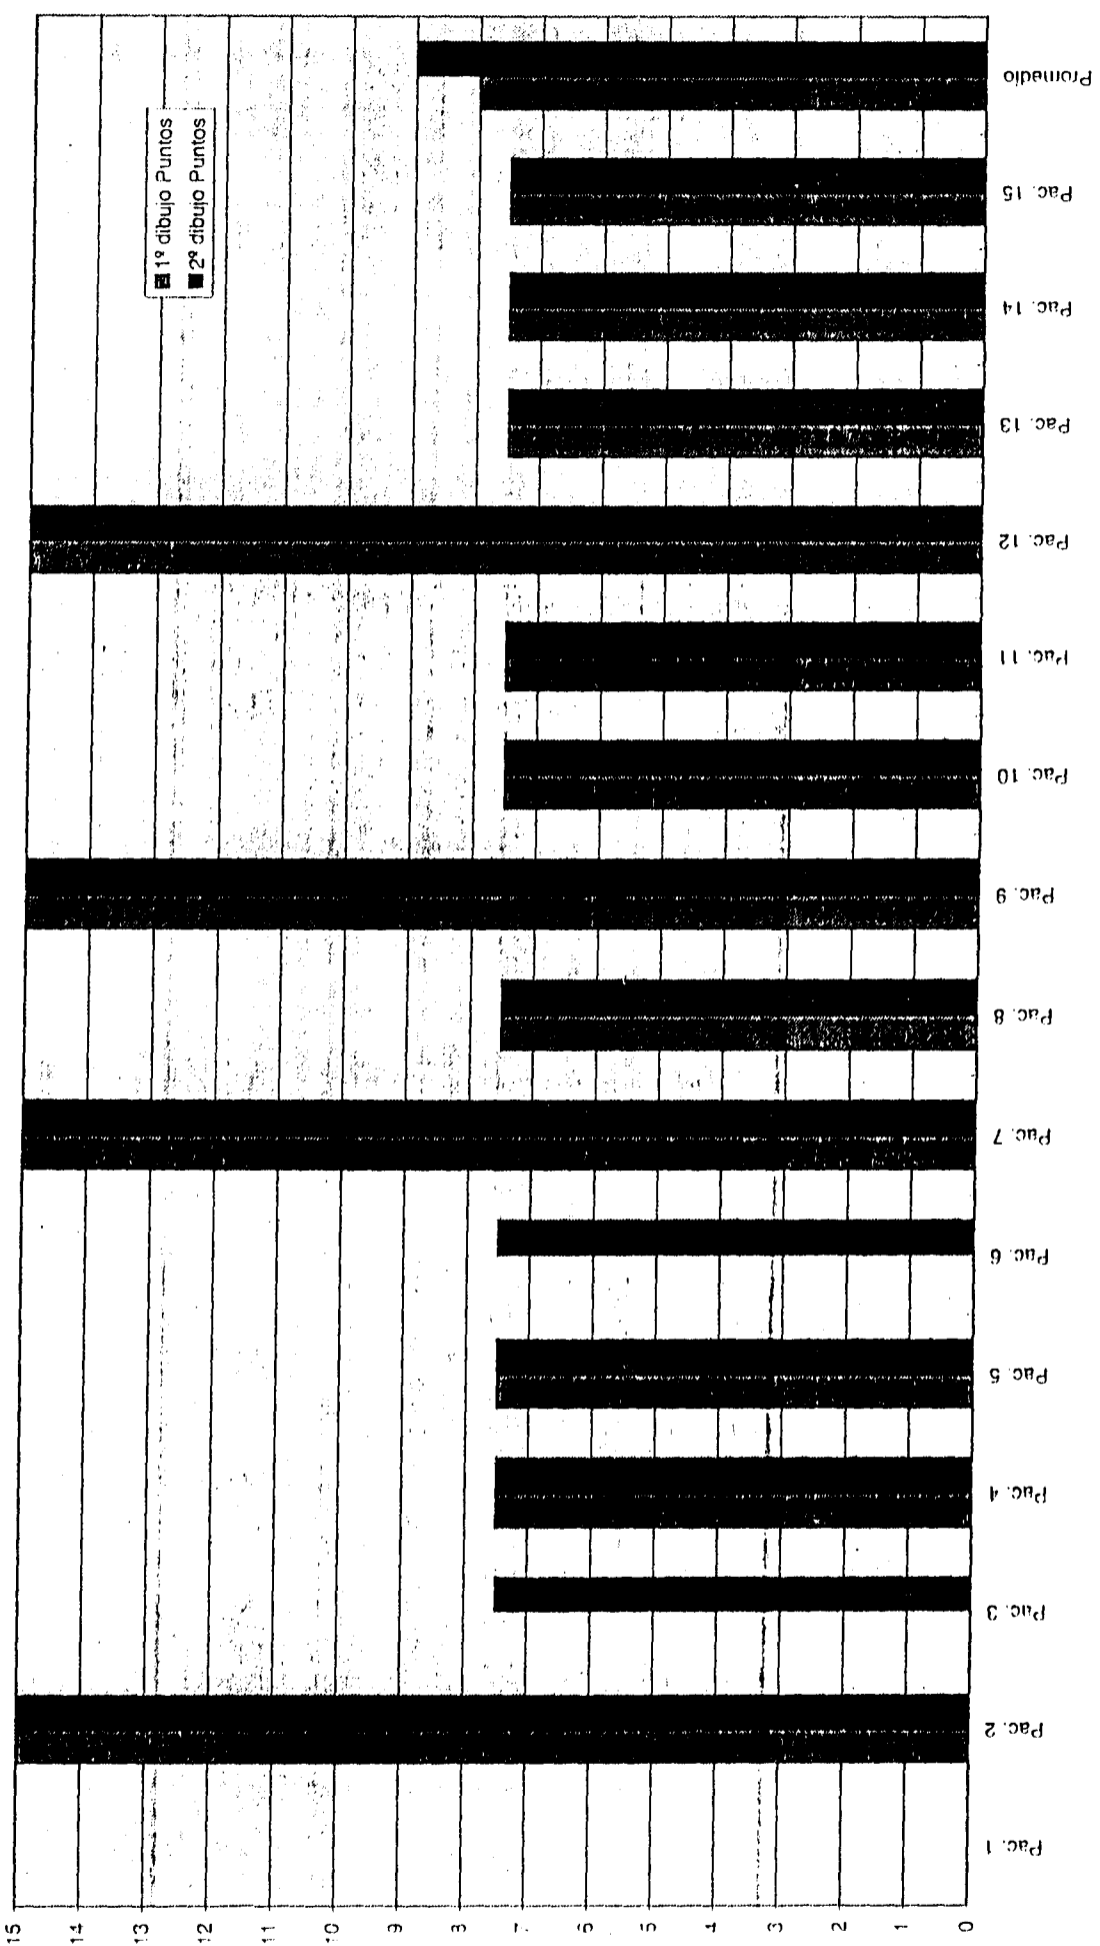 1º dibujo Puntos
2º dibujo Puntos
15
14
13
12
11
10
9
8
7
6
5
4
3
2
1
0
Pac. 1
Pac. 2
Pac. 3
Pac. 4
Pac. 5
Pac. 6
Pac. 7
Pac. 8
Pac. 9
Pac. 10
Pac. 11
Pac. 12
Pac. 13
Pac. 14
Pac. 15
Promedio